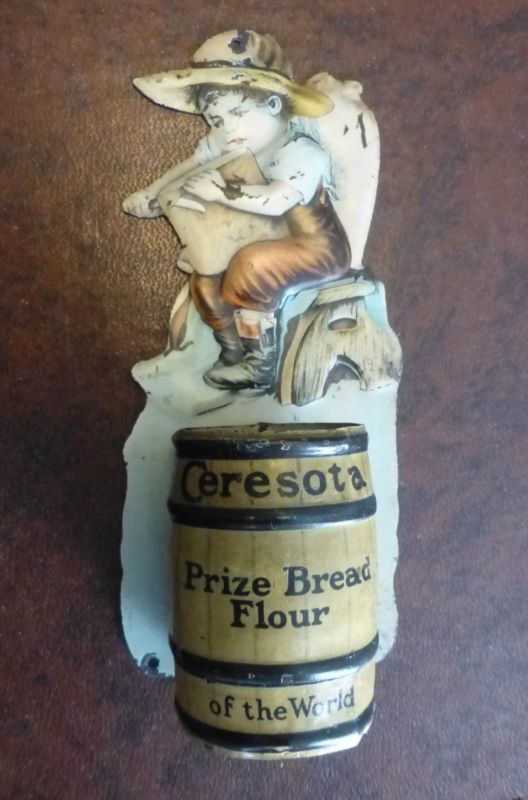 Ceresota
Prize Bread
Flour
of the World